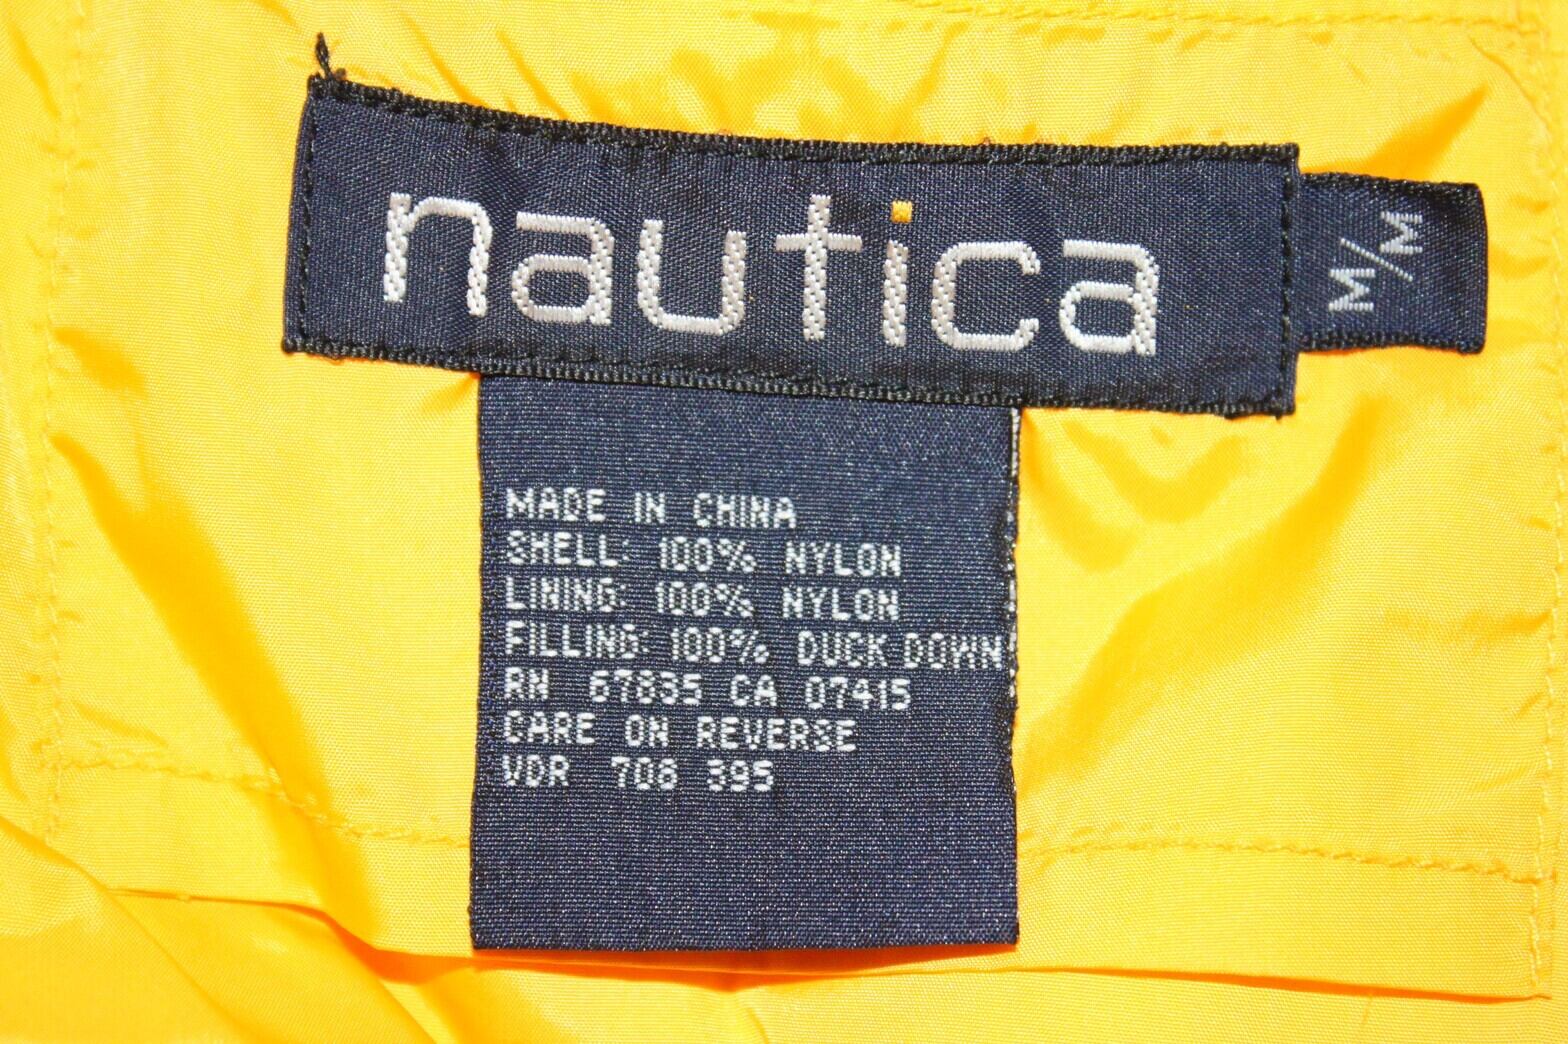 nautica
M/M
MADE IN CHINA
SHELL: 100% NYLON
LINING: 100% NYLON
FILLING: 100% DUCK DOWN
RN 67835 CA 07415
CARE ON REVERSE
VDR 708 395